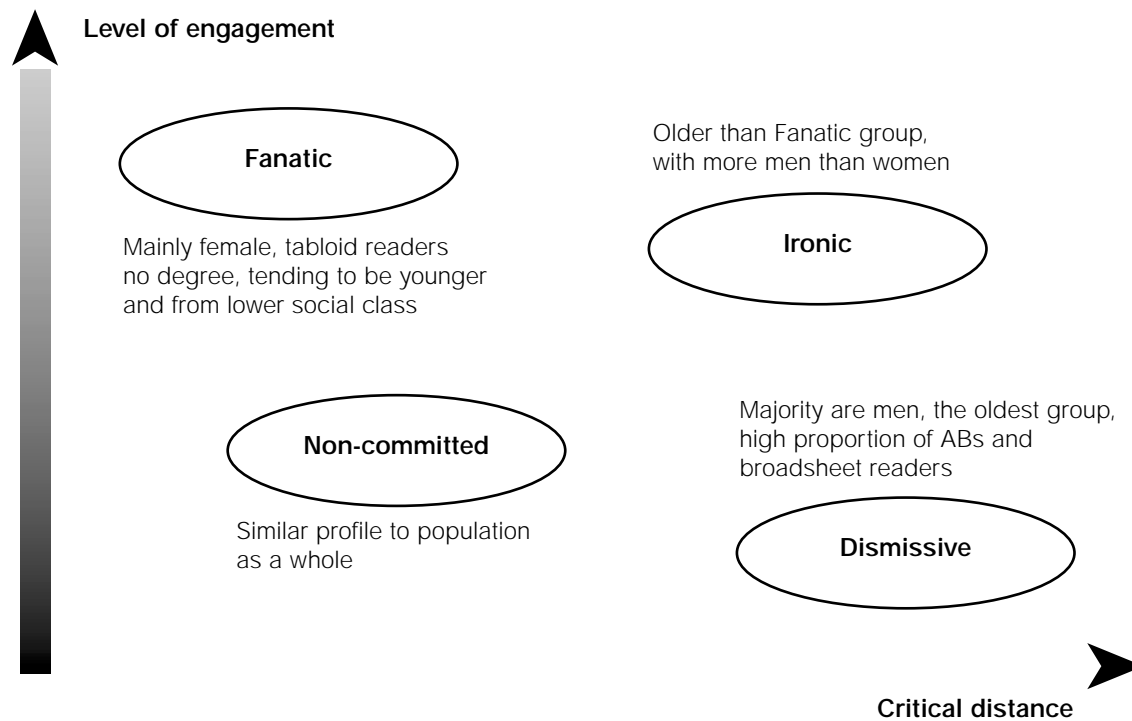 Level of engagement
Fanatic
Mainly female, tabloid readers
no degree, tending to be younger
and from lower social class
Older than Fanatic group,
with more men than women
Ironic
Non-committed
Similar profile to population
as a whole
Majority are men, the oldest group,
high proportion of ABs and
broadsheet readers
Dismissive
Critical distance